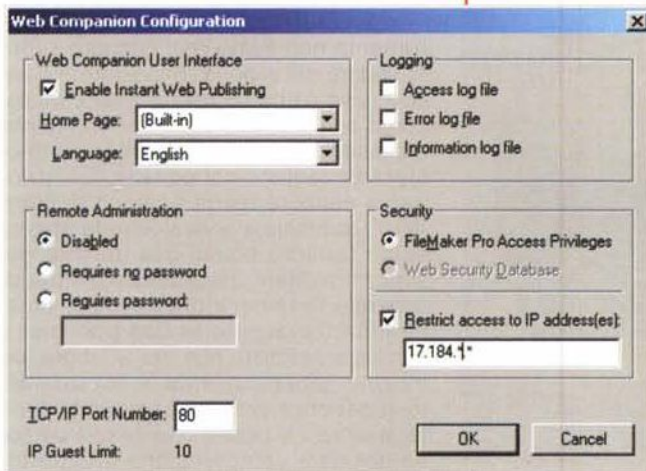 Web Companion Configuration
Web Companion User Interface
Enable Instant Web Publishing
Home Page: (Built-in)
Language: English
Logging
Access log file
Error log file
Information log file
Remote Administration
Disabled
Requires no password
Requires password:
Security
FileMaker Pro Access Privileges
Web Security Database
Restrict access to IP address(es):
17.184.*.*
TCP/IP Port Number: 80
IP Guest Limit: 10
OK
Cancel